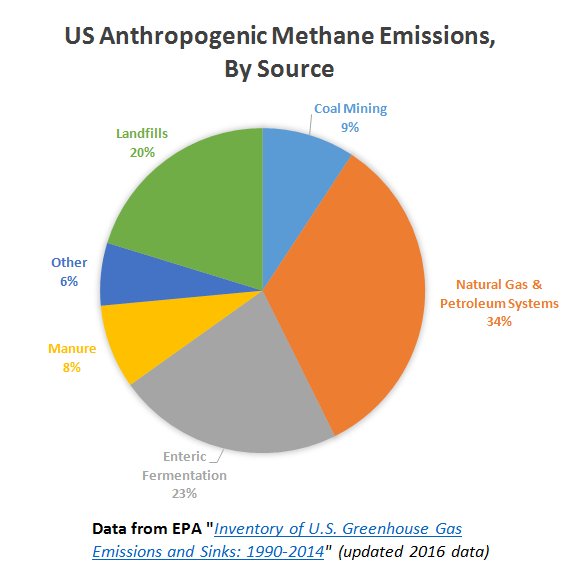 US Anthropogenic Methane Emissions,
By Source
Coal Mining
9%
Landfills
20%
Other
6%
Natural Gas &
Petroleum Systems
34%
Manure
8%
Enteric
Fermentation
23%
Data from EPA "Inventory of U.S. Greenhouse Gas
Emissions and Sinks: 1990-2014" (updated 2016 data)